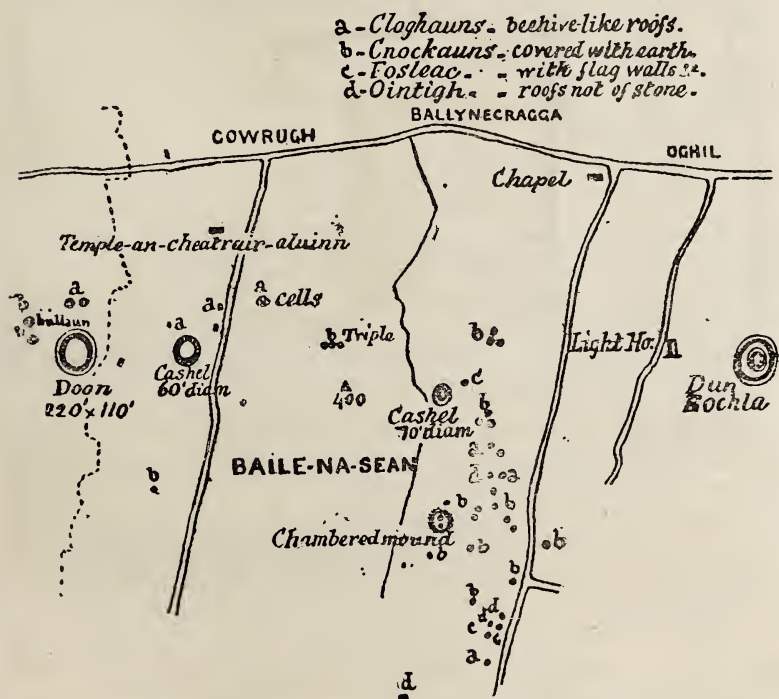 a - Cloghauns - beehive-like roofs.
b - Cnockauns - covered with earth.
c - Fosleac - " - with flag walls &c.
d - Ointigh - " roofs not of stone.
BALLYNECRAGGA
COWRUGH
OGHIL
Chapel
Temple-an-cheatrair-aluinn
a
a
a Cells
ballaun
a
b Triple
b
Light Ho.
Doon
220' x 110'
Cashel
60' diam
400
c
Cashel
70' diam
Dun
Eochla
b
a
BAILE-NA-SEAN
a a
b
b b
Chambered mound
b
b
b
b
b
d
d
c c
a
d